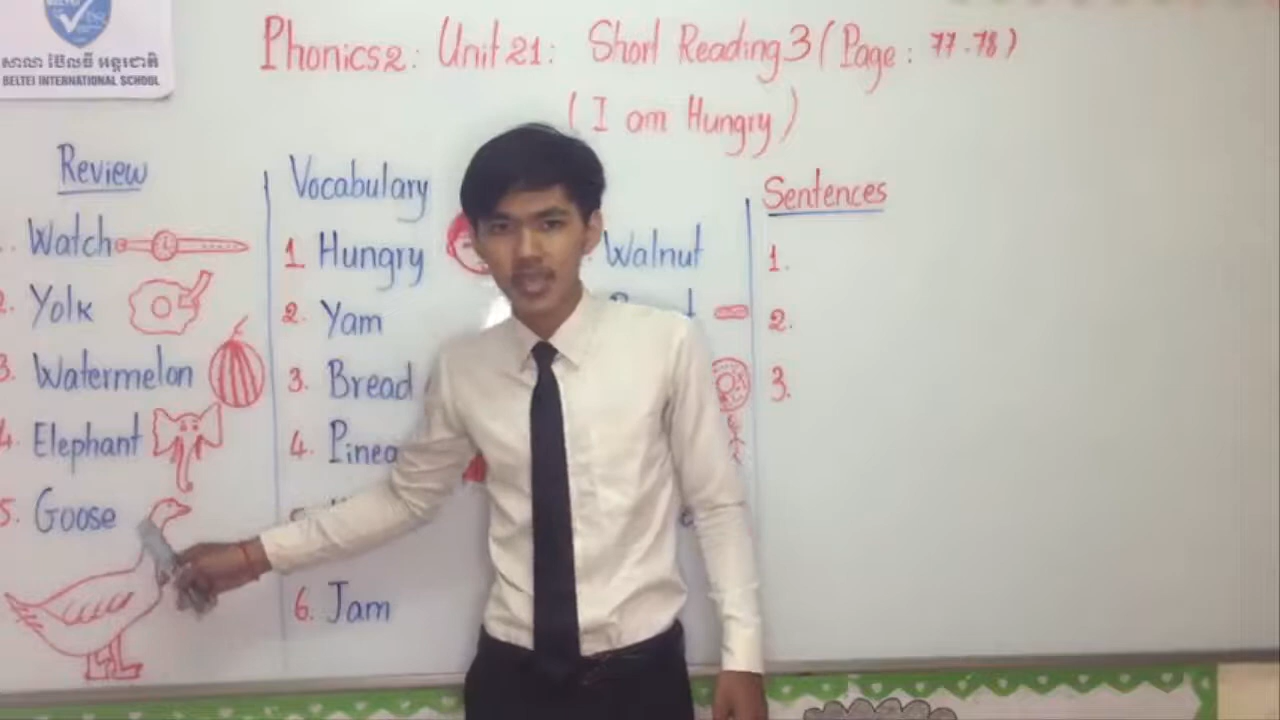 BELTEI
សាលា ប៊ែលធី អន្តរជាតិ
BELTEI INTERNATIONAL SCHOOL
Phonics2: Unit 21: Short Reading 3 (Page: 77-78)
(I am Hungry)
Review
Watch
2. Yolk
3. Watermelon
4. Elephant
5. Goose
Vocabulary
1 Hungry
2. Yam
3. Bread
4. Pinea
6. Jam
Walnut
Sentences
1.
2.
3.